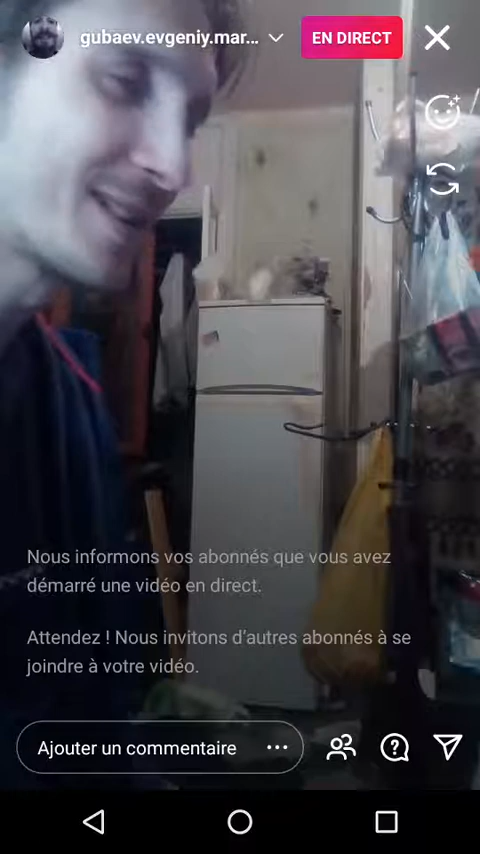 gubaev.evgeniy.mar...
EN DIRECT
Nous informons vos abonnés que vous avez
démarré une vidéo en direct.
Attendez ! Nous invitons d'autres abonnés à se
joindre à votre vidéo.
Ajouter un commentaire